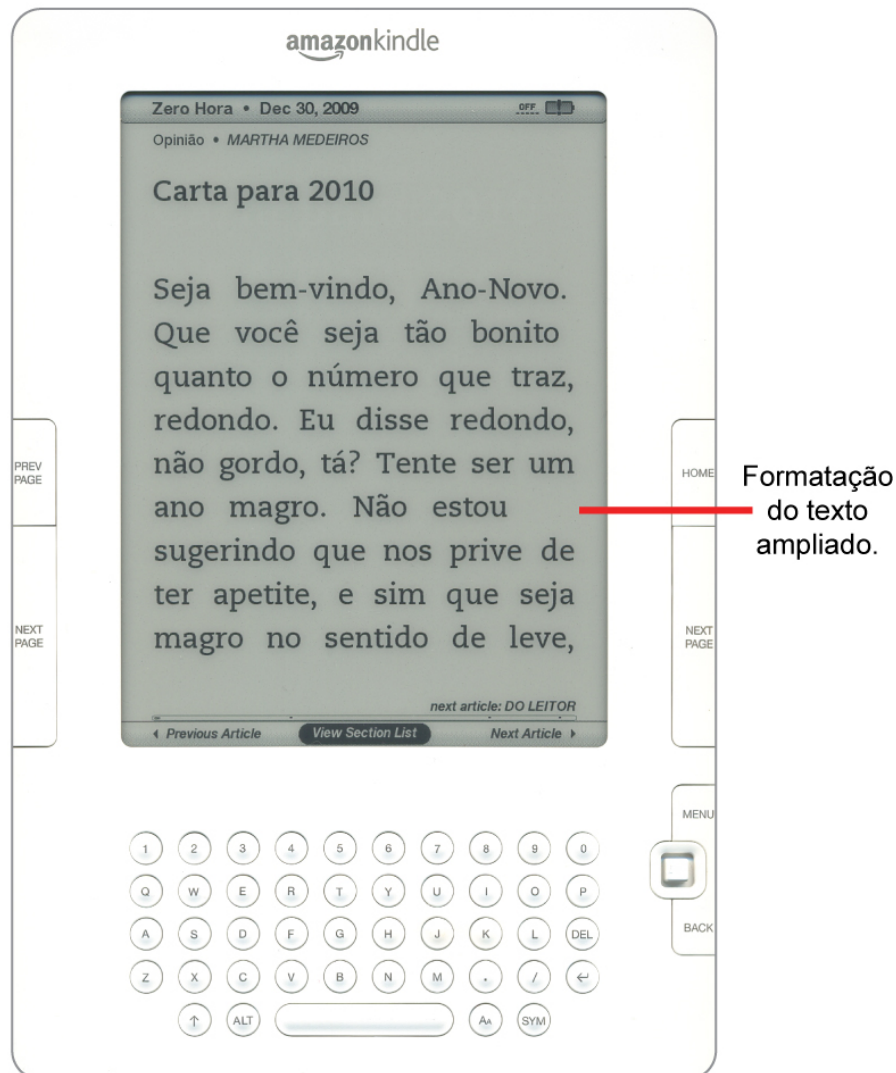 amazonkindle
Zero Hora • Dec 30, 2009
OFF
Opinião • MARTHA MEDEIROS
Carta para 2010
Seja bem-vindo, Ano-Novo.
Que você seja tão bonito
quanto o número que traz,
redondo. Eu disse redondo,
não gordo, tá? Tente ser um
ano magro. Não estou
sugerindo que nos prive de
ter apetite, e sim que seja
magro no sentido de leve,
next article: DO LEITOR
Previous Article View Section List Next Article
PREV
PAGE
NEXT
PAGE
HOME
NEXT
PAGE
MENU
BACK
Formatação
do texto
ampliado.
1 2 3 4 5 6 7 8 9 0
Q W E R T Y U I O P
A S D F G H J K L DEL
Z X C V B N M . / ↵
↑ ALT AA SYM